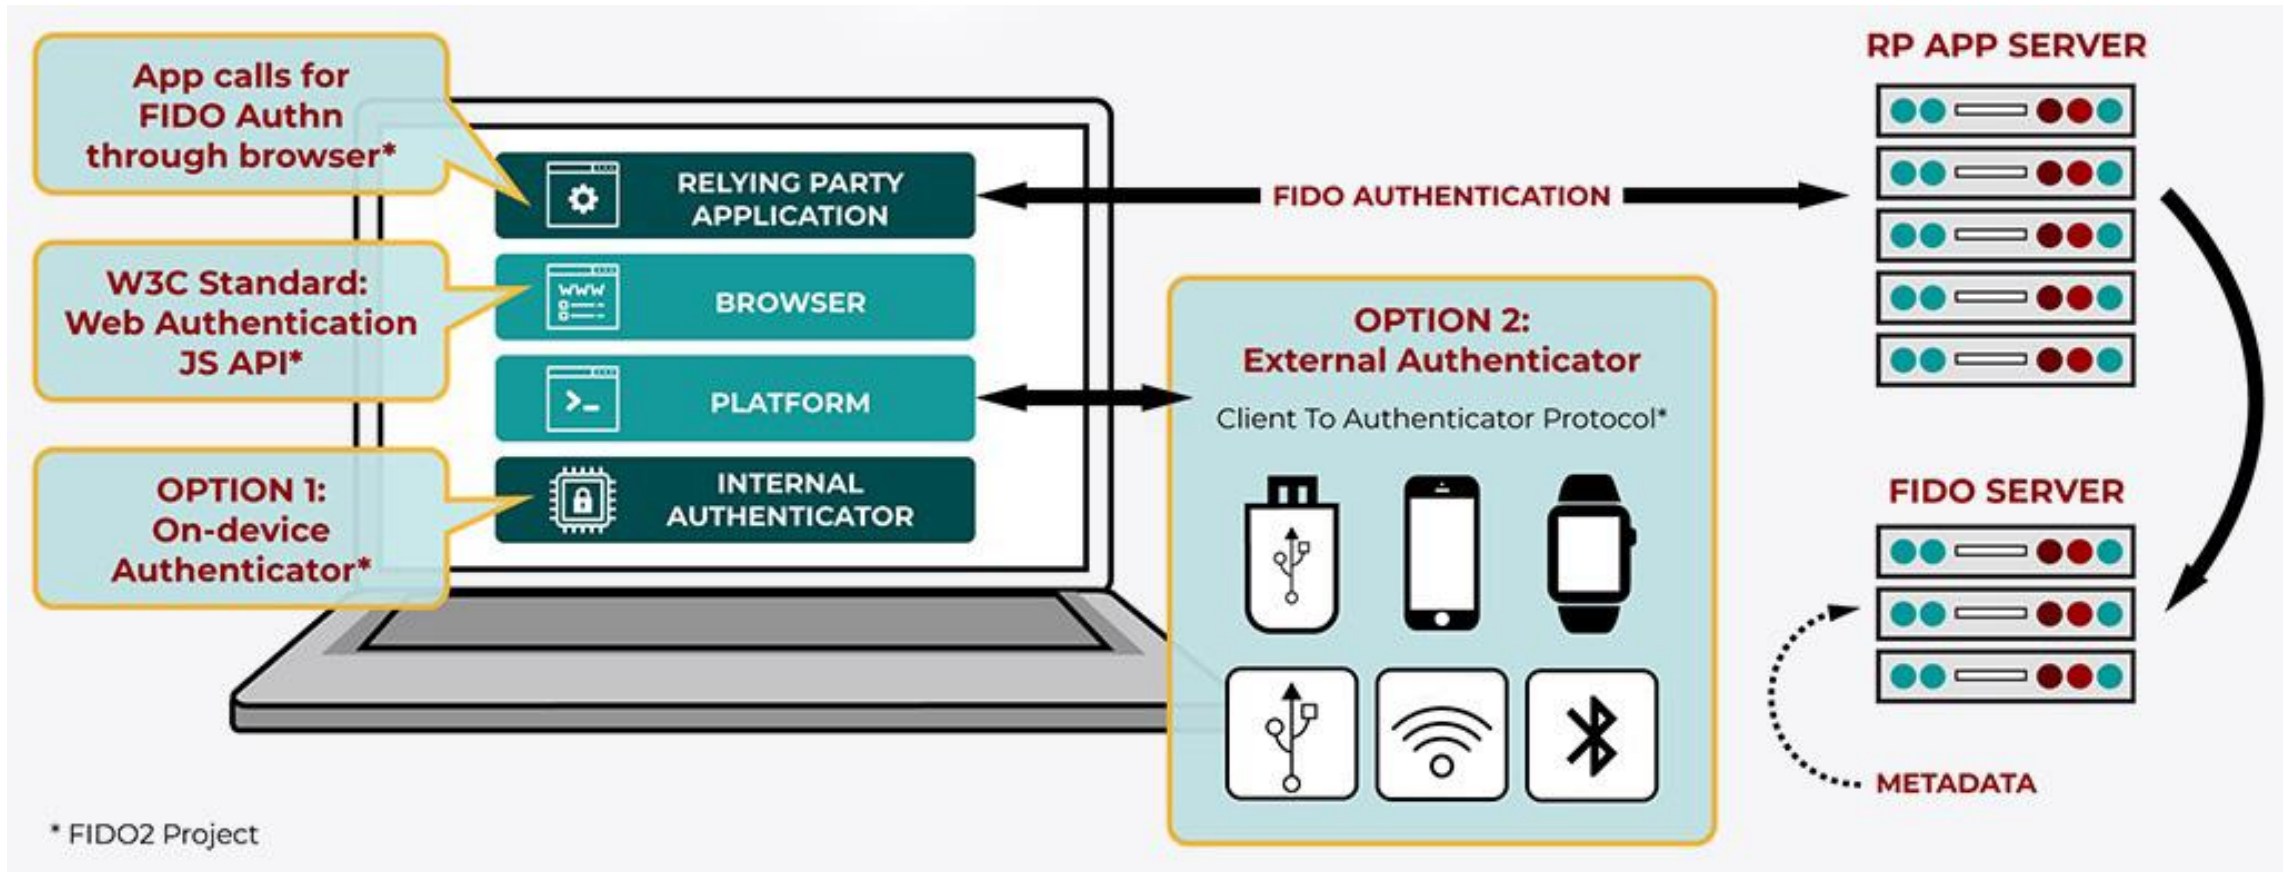 App calls for
FIDO Authn
through browser*
W3C Standard:
Web Authentication
JS API*
OPTION 1:
On-device
Authenticator*
RELYING PARTY
APPLICATION
WWW
BROWSER
PLATFORM
INTERNAL
AUTHENTICATOR
FIDO AUTHENTICATION
OPTION 2:
External Authenticator
Client To Authenticator Protocol*
RP APP SERVER
FIDO SERVER
METADATA
* FIDO2 Project